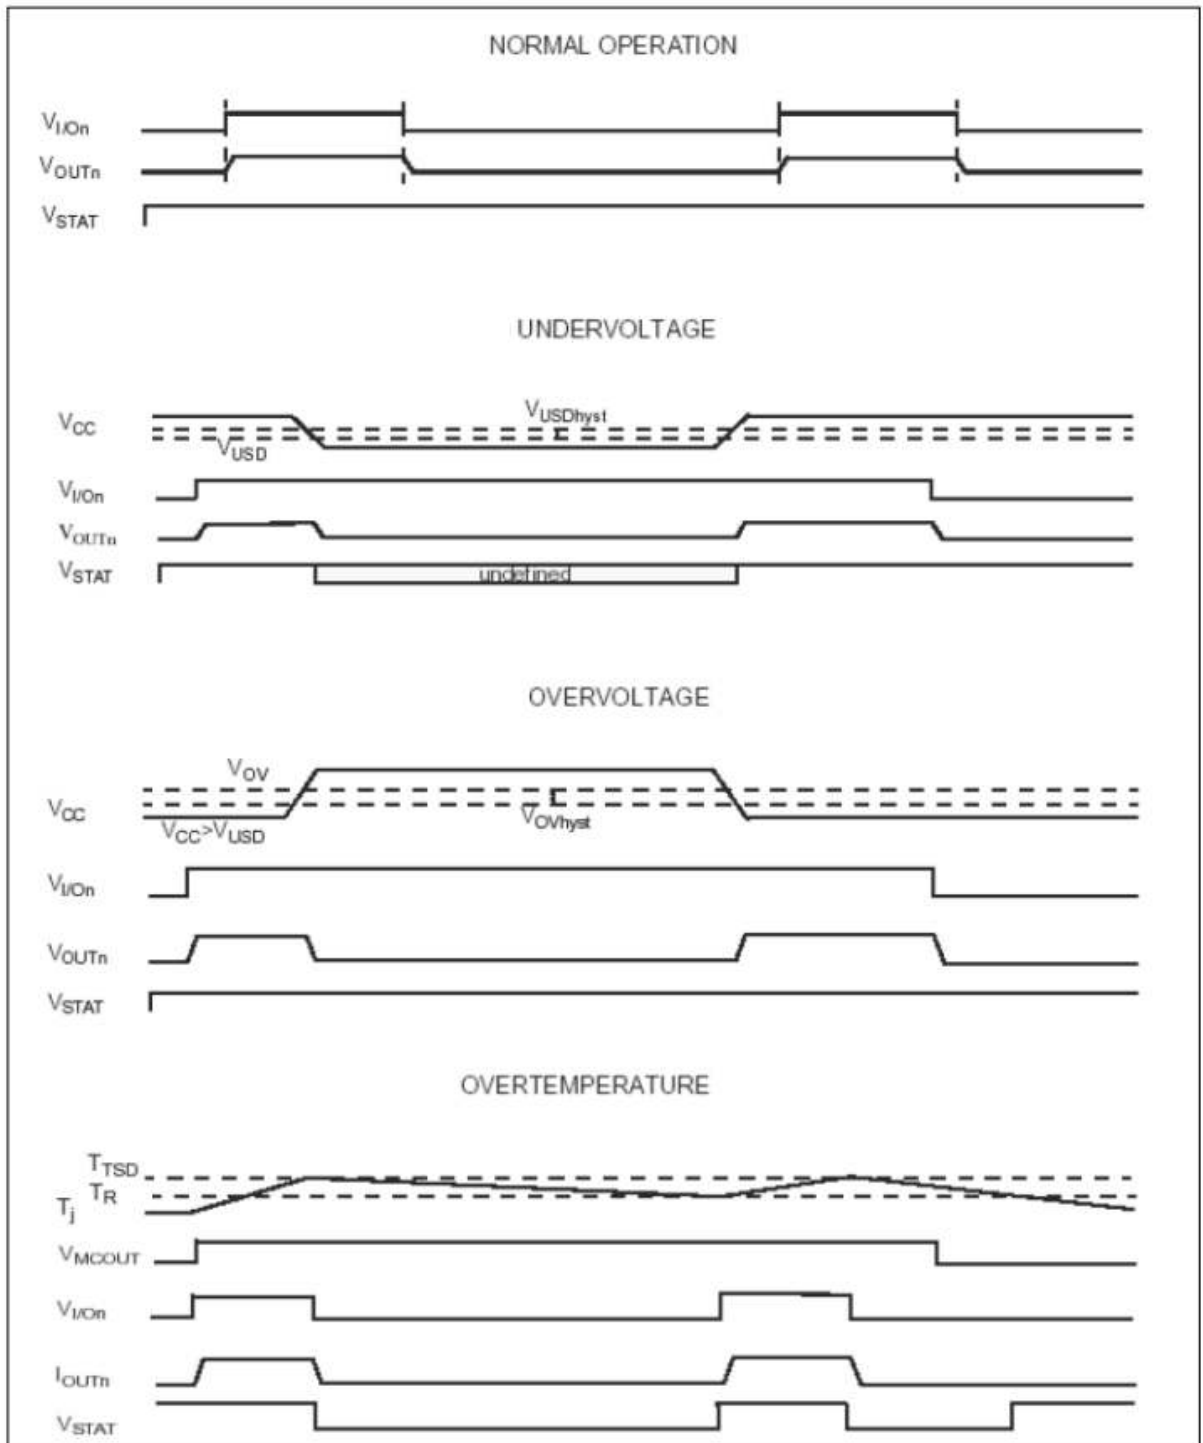 NORMAL OPERATION
VI/On
VOUTn
VSTAT
UNDERVOLTAGE
VCC
VUSDhyst
VUSD
VI/On
VOUTn
VSTAT
undefined
OVERVOLTAGE
VOV
VCC
VOVhyst
VCC>VUSD
VI/On
VOUTn
VSTAT
OVERTEMPERATURE
TTSD
TR
Tj
VMCOUT
VI/On
IOUTn
VSTAT